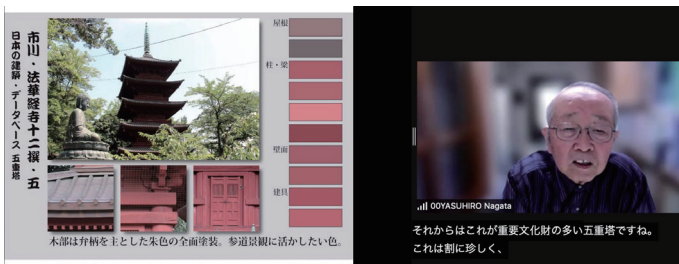 市川・法華経寺十二撰・五
日本の建築・データベース 五重塔
屋根
柱・梁
壁面
建具
木部は弁柄を主とした朱色の全面塗装。参道景観に活かしたい色。
00YASUHIRO Nagata
それからはこれが重要文化財の多い五重塔ですね。
これは割に珍しく、